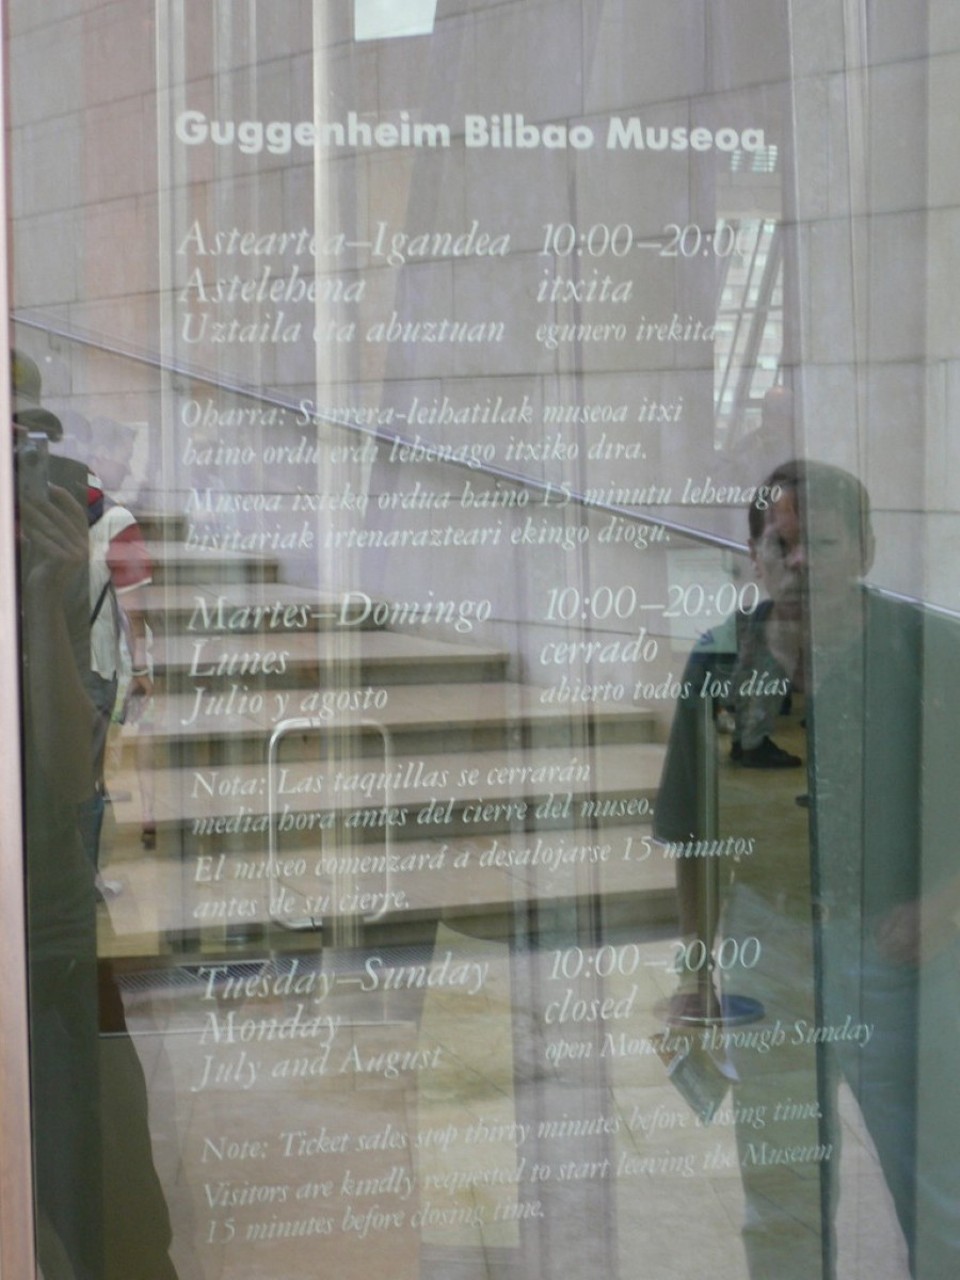 Guggenheim Bilbao Museoa
Asteartea–Igandea 10:00–20:00
Astelehena itxita
Uztaila eta abuztuan egunero irekita
Oharra: Sarrera-leihatilak museoa itxi
baino ordu erdi lehenago itxiko dira.
Museoa ixteko ordua baino 15 minutu lehenago
bisitariak irtenarazteari ekingo diogu.
Martes–Domingo 10:00–20:00
Lunes cerrado
Julio y agosto abierto todos los días
Nota: Las taquillas se cerrarán
media hora antes del cierre del museo.
El museo comenzará a desalojarse 15 minutos
antes de su cierre.
Tuesday–Sunday 10:00–20:00
Monday closed
July and August open Monday through Sunday
Note: Ticket sales stop thirty minutes before closing time.
Visitors are kindly requested to start leaving the Museum
15 minutes before closing time.